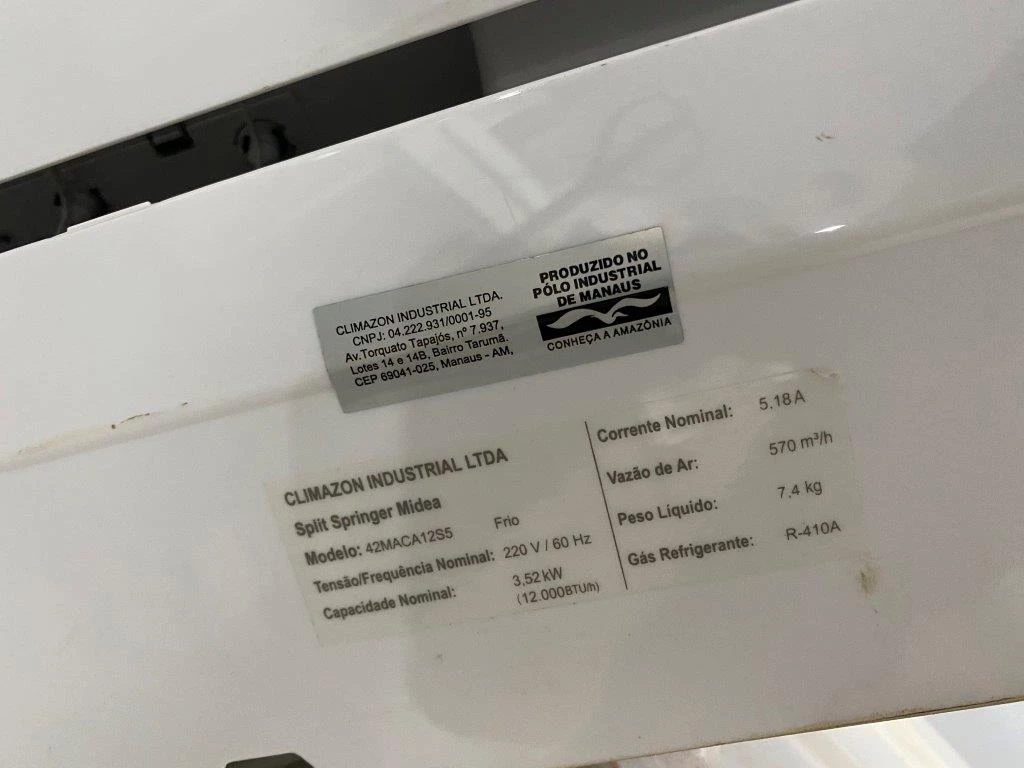 CLIMAZON INDUSTRIAL LTDA.
CNPJ: 04.222.931/0001-95
Av.Torquato Tapajós, nº 7.937,
Lotes 14 e 14B, Bairro Tarumã.
CEP 69041-025, Manaus - AM,
PRODUZIDO NO
PÓLO INDUSTRIAL
DE MANAUS
CONHEÇA A AMAZÔNIA
CLIMAZON INDUSTRIAL LTDA
Split Springer Midea
Modelo: 42MACA12S5 Frio
Tensão/Frequência Nominal: 220 V / 60 Hz
Capacidade Nominal: 3,52 kW
(12.000BTU/h)
Corrente Nominal: 5,18 A
Vazão de Ar: 570 m³/h
Peso Líquido: 7,4 kg
Gás Refrigerante: R-410A